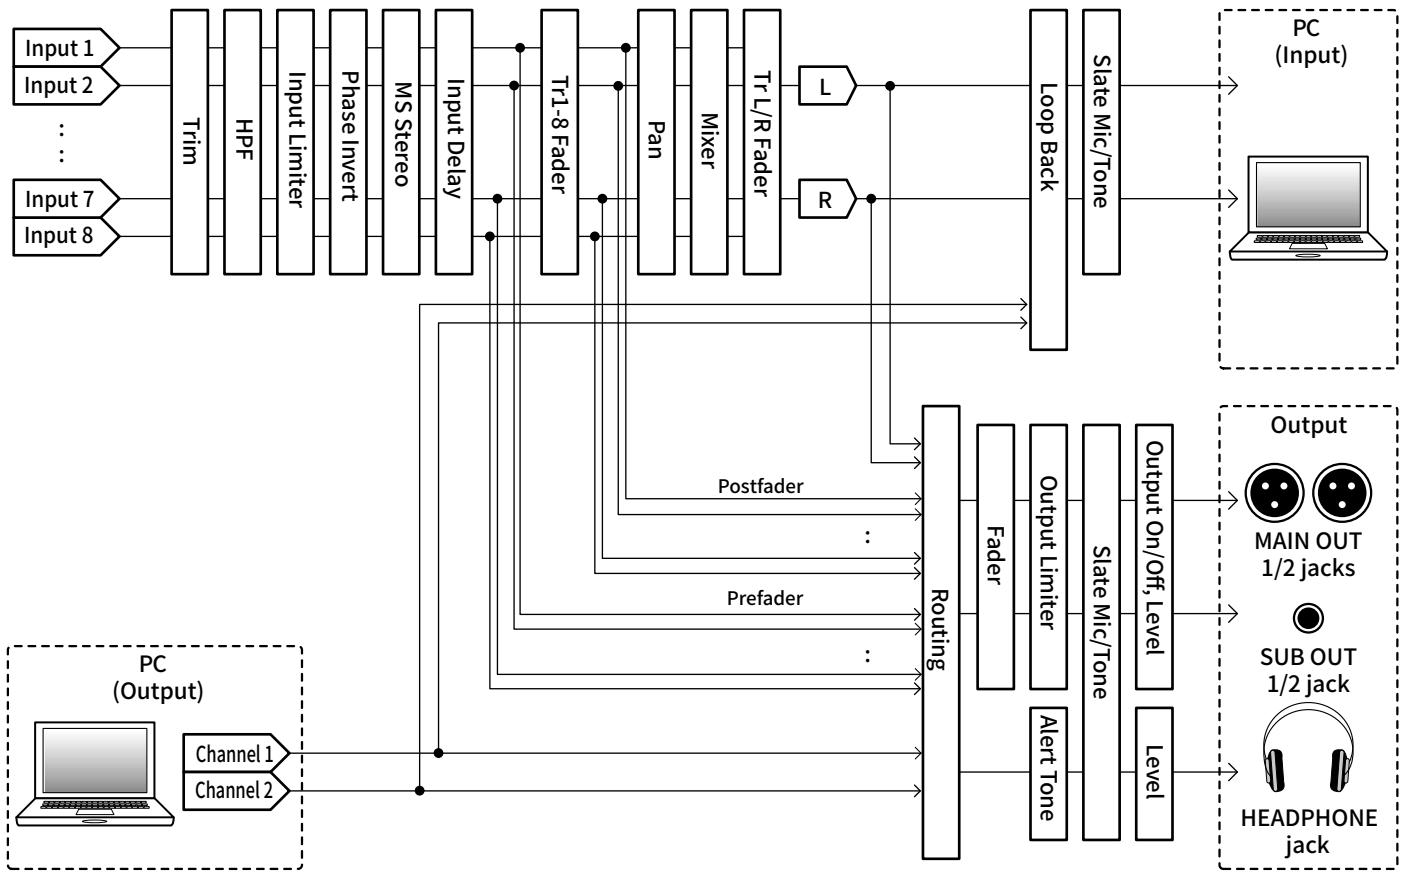 Input 1
Input 2
:
:
Input 7
Input 8
Trim
HPF
Input Limiter
Phase Invert
MS Stereo
Input Delay
Tr1-8 Fader
Pan
Mixer
Tr L/R Fader
L
R
Loop Back
Slate Mic/Tone
PC
(Input)
Postfader
:
Prefader
:
Routing
Fader
Output Limiter
Slate Mic/Tone
Output On/Off, Level
Alert Tone
Level
Output
MAIN OUT
1/2 jacks
SUB OUT
1/2 jack
HEADPHONE
jack
PC
(Output)
Channel 1
Channel 2